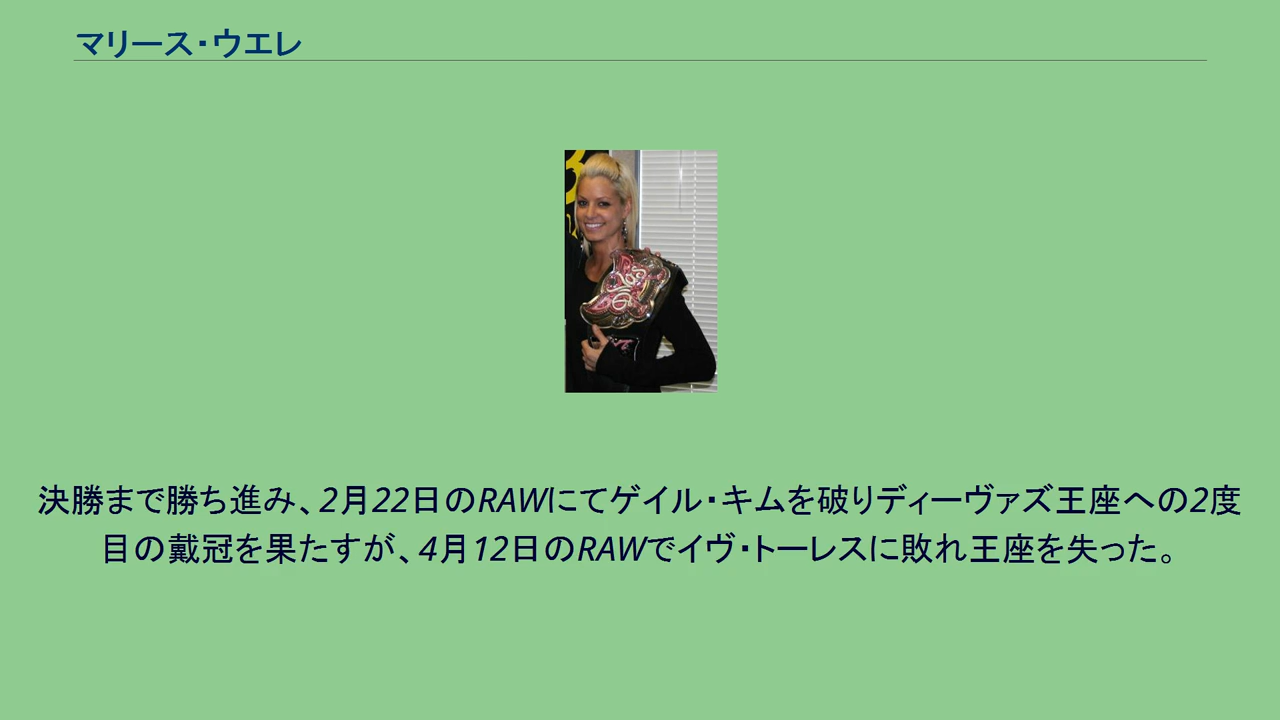 マリース・ウエレ
決勝まで勝ち進み、2月22日のRAWにてゲイル・キムを破りディーヴァズ王座への2度
目の戴冠を果たすが、4月12日のRAWでイヴ・トーレスに敗れ王座を失った。